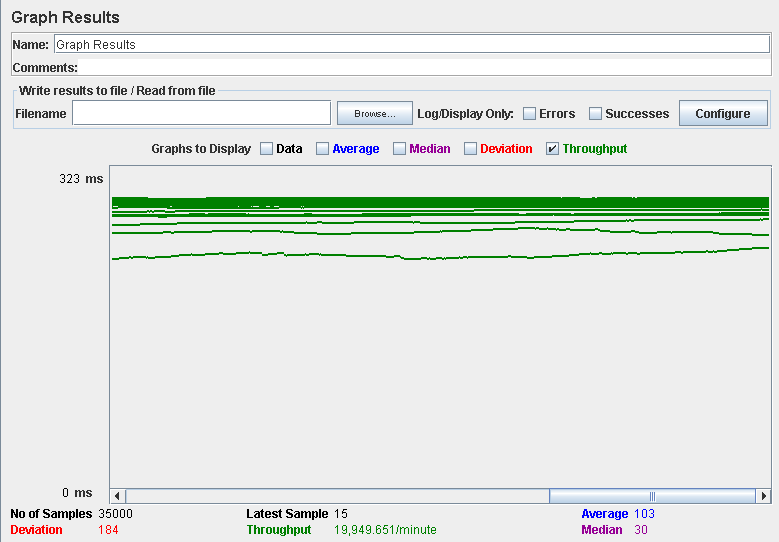 Graph Results
Name: Graph Results
Comments:
Write results to file / Read from file
Filename Browse... Log/Display Only: Errors Successes Configure
Graphs to Display Data Average Median Deviation Throughput
323 ms
0 ms
No of Samples 35000 Latest Sample 15 Average 103
Deviation 184 Throughput 19,949.651/minute Median 30